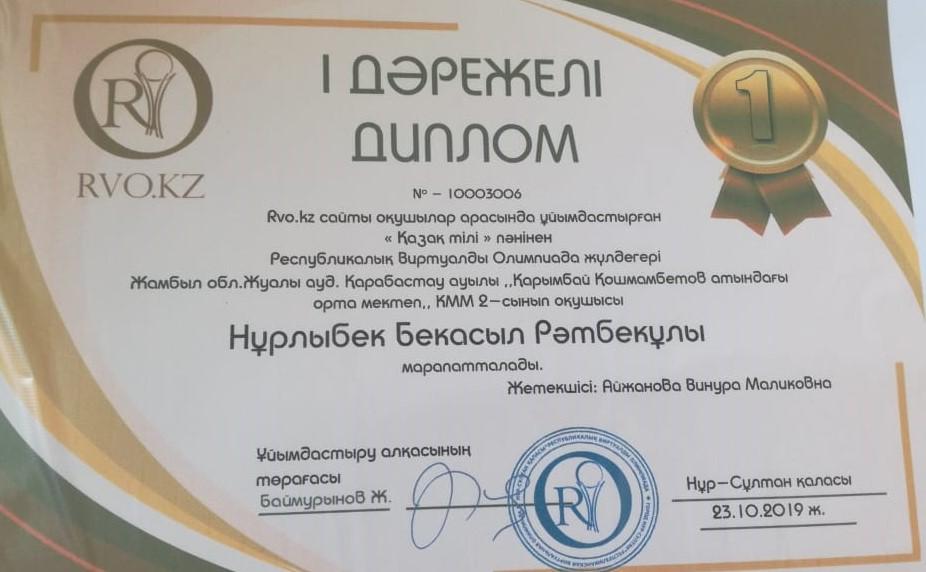 RVO.KZ
І ДӘРЕЖЕЛІ
ДИПЛОМ
1
№ – 10003006
Rvo.kz сайты оқушылар арасында ұйымдастырған
« Қазақ тілі » пәнінен
Республикалық Виртуалды Олимпиада жүлдегері
Жамбыл обл.Жуалы ауд. Қарабастау ауылы ,,Қарымбай Қошмамбетов атындағы
орта мектеп,, КММ 2-сынып оқушысы
Нұрлыбек Бекасыл Рәтбекұлы
марапатталады.
Жетекшісі: Айжанова Винура Маликовна
Ұйымдастыру алқасының
төрағасы
Баймурынов Ж.
Нұр-Сұлтан қаласы
23.10.2019 ж.